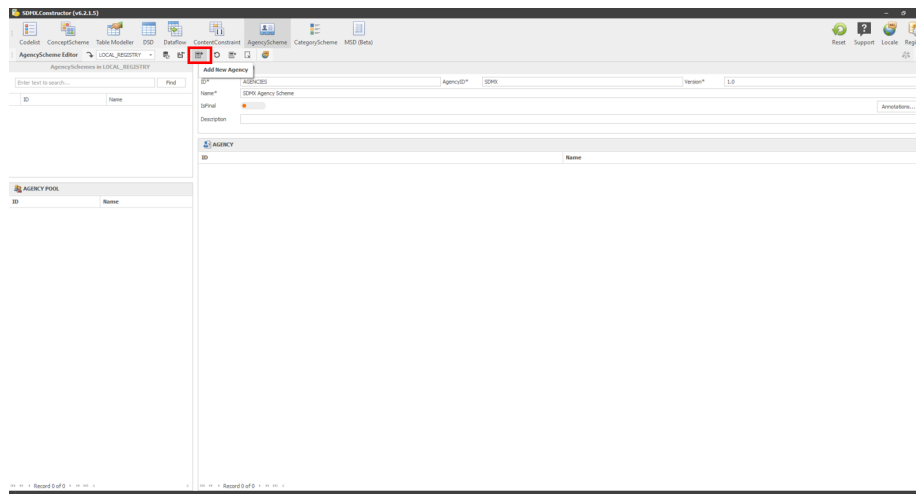 SDMX.Constructor (v6.2.1.5)
Codelist ConceptScheme Table Modeller DSD Dataflow ContentConstraint AgencyScheme CategoryScheme MSD (Beta) Reset Support Locale
AgencyScheme Editor LOCAL_REGISTRY
AgencySchemes in LOCAL_REGISTRY
Add New Agency
Enter text to search... Find
ID* AGENCIES AgencyID* SDMX Version* 1.0
ID Name
Name* SDMX Agency Scheme
IsFinal
Annotations...
Description
AGENCY
ID Name
AGENCY POOL
ID Name
Record 0 of 0
Record 0 of 0